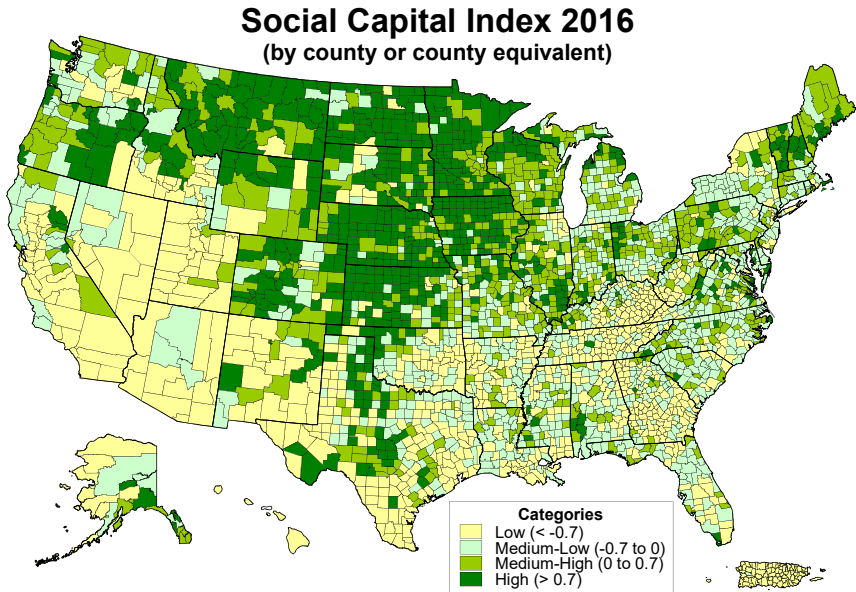 Social Capital Index 2016
(by county or county equivalent)
Categories
Low (< -0.7)
Medium-Low (-0.7 to 0)
Medium-High (0 to 0.7)
High (> 0.7)